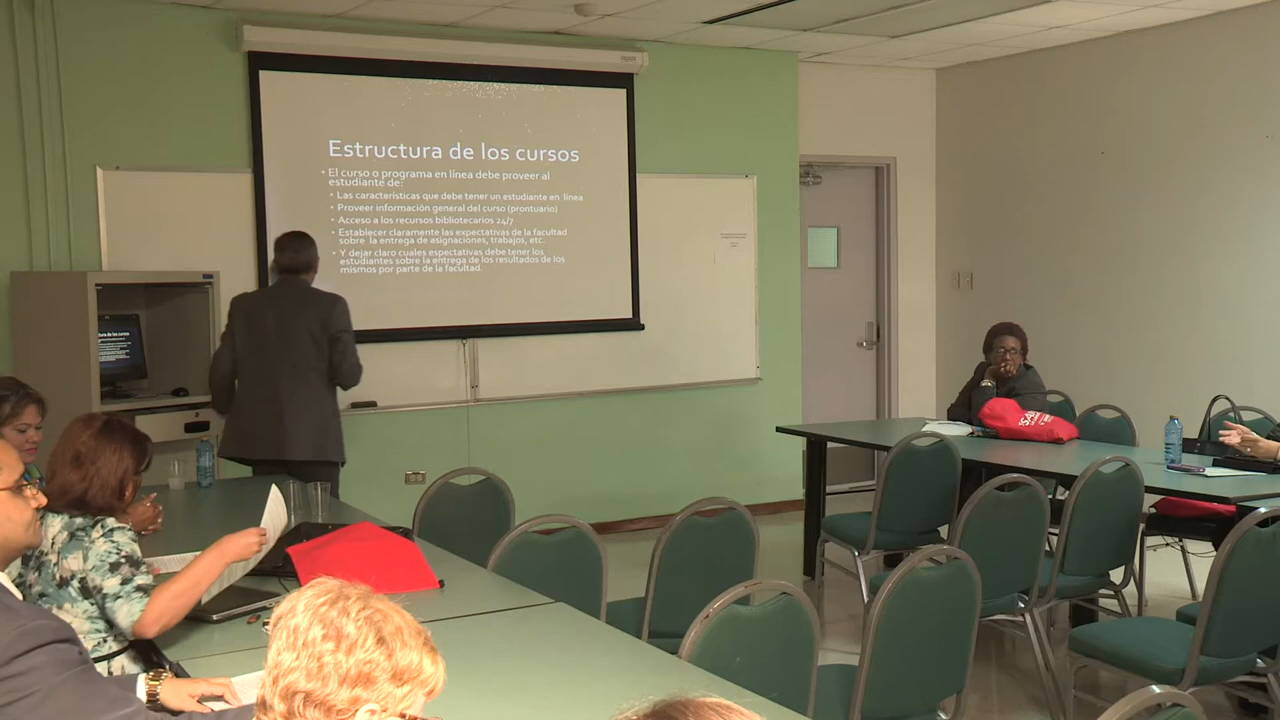 Estructura de los cursos
• El curso o programa en línea debe proveer al
estudiante de:
• Las características que debe tener un estudiante en línea
• Proveer información general del curso (prontuario)
• Acceso a los recursos bibliotecarios 24/7
• Establecer claramente las expectativas de la facultad
sobre la entrega de asignaciones, trabajos, etc.
• Y dejar claro cuales espectativas debe tener los
estudiantes sobre la entrega de los resultados de los
mismos por parte de la facultad.